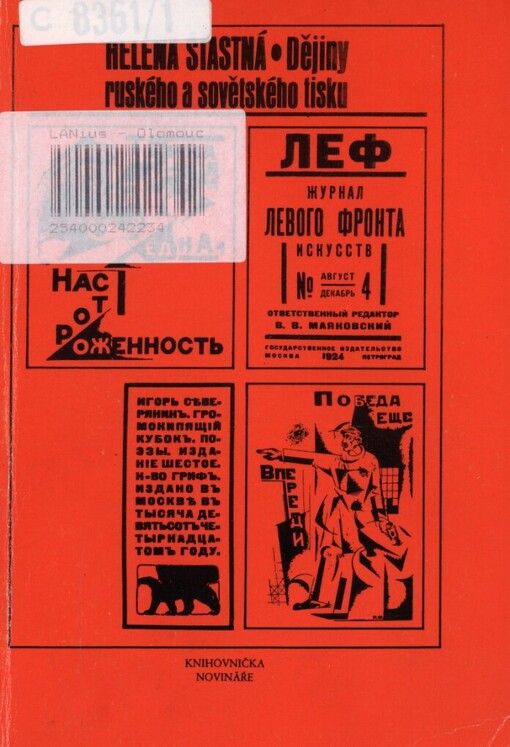 C 8361/1
HELENA ŠŤASTNÁ • Dějiny
ruského a sovětského tisku
LANius - Olomouc
254000242234
НАС
Т
РО
РОЖЕННОСТЬ
ЛЕФ
ЖУРНАЛ
ЛЕВОГО ФРОНТА
ИСКУССТВ
№ АВГУСТ
ДЕКАБРЬ 4
ОТВЕТСТВЕННЫЙ РЕДАКТОР
В. В. МАЯКОВСКИЙ
ГОСУДАРСТВЕННОЕ ИЗДАТЕЛЬСТВО
МОСКВА 1924 ПЕТРОГРАД
ИГОРЬ СѢВЕ-
РЯНИНЪ. ГРО-
МОКИПЯЩІЙ
КУБОКЪ. ПО-
ЭЗЫ. ИЗДА-
НІЕ ШЕСТОЕ.
К-ВО ГРИФЪ.
ИЗДАНО ВЪ
МОСКВѢ ВЪ
ТЫСЯЧА ДЕ-
ВЯТЬСОТЪ ЧЕ-
ТЫРНАДЦА-
ТОМЪ ГОДУ.
ПОБЕДА
ЕЩЕ
ВПЕРЕДИ
KNIHOVNIČKA
NOVINÁŘE